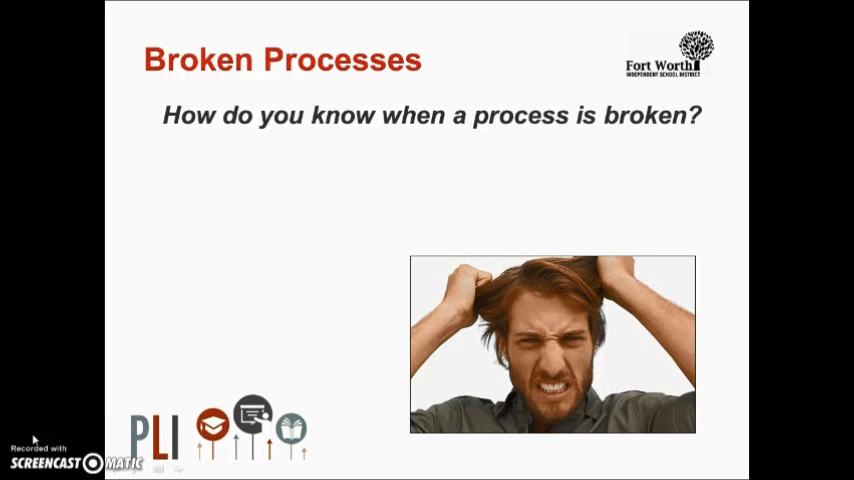 Broken Processes
Fort Worth
INDEPENDENT SCHOOL DISTRICT
How do you know when a process is broken?
PLI
Recorded with
SCREENCAST MATIC